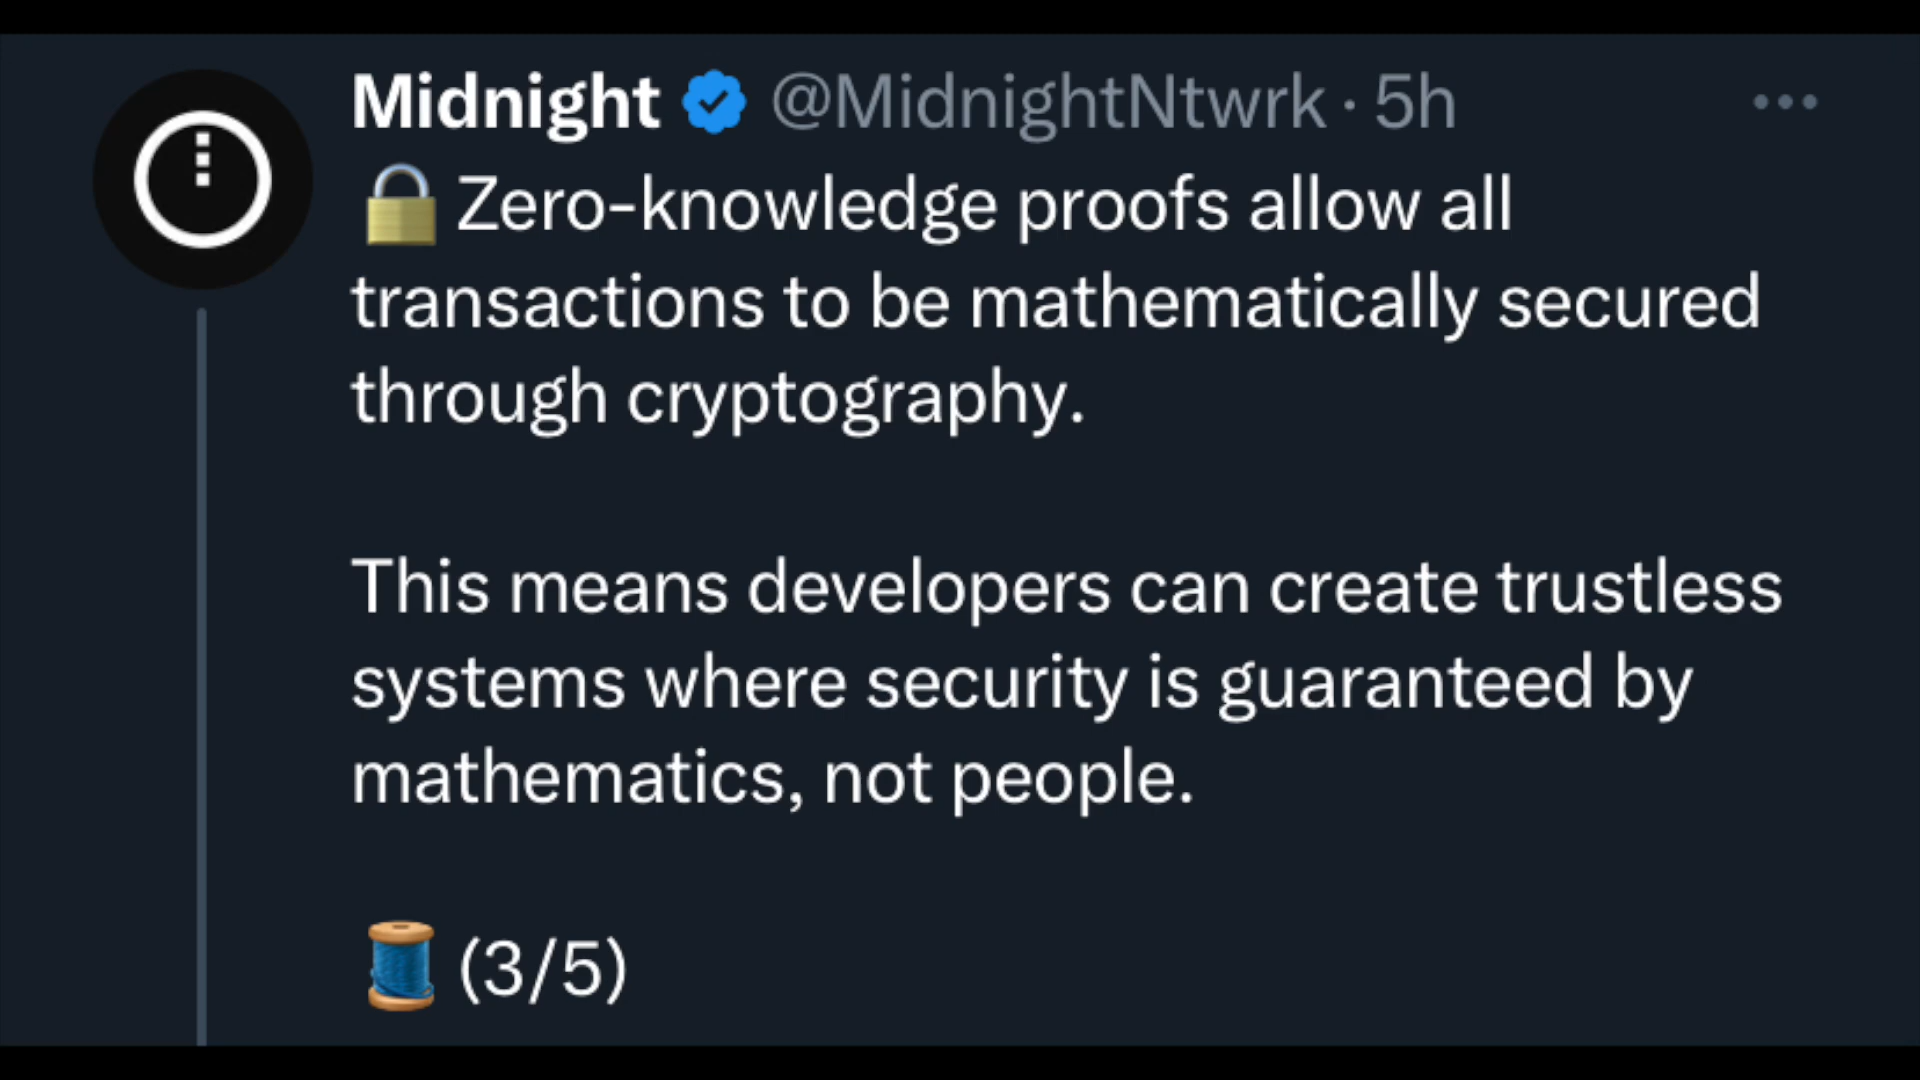 Midnight @MidnightNtwrk · 5h
🔒 Zero-knowledge proofs allow all
transactions to be mathematically secured
through cryptography.
This means developers can create trustless
systems where security is guaranteed by
mathematics, not people.
🧵 (3/5)